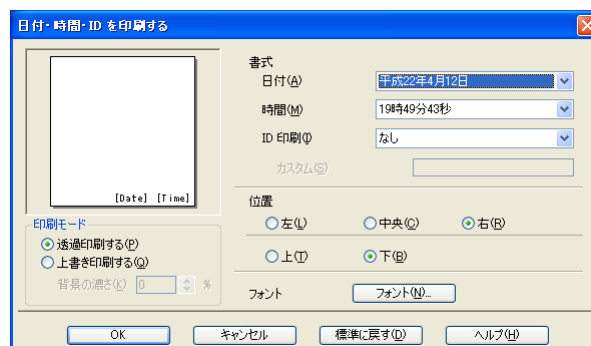 日付・時間・ID を印刷する
書式
日付(A) 平成22年4月12日
時間(M) 19時49分43秒
ID 印刷(I) なし
カスタム(S)
[Date] [Time]
位置
左(L) 中央(C) 右(R)
上(T) 下(B)
印刷モード
透過印刷する(P)
上書き印刷する(Q)
背景の濃さ(K) 0 %
フォント フォント(N)...
OK キャンセル 標準に戻す(D) ヘルプ(H)